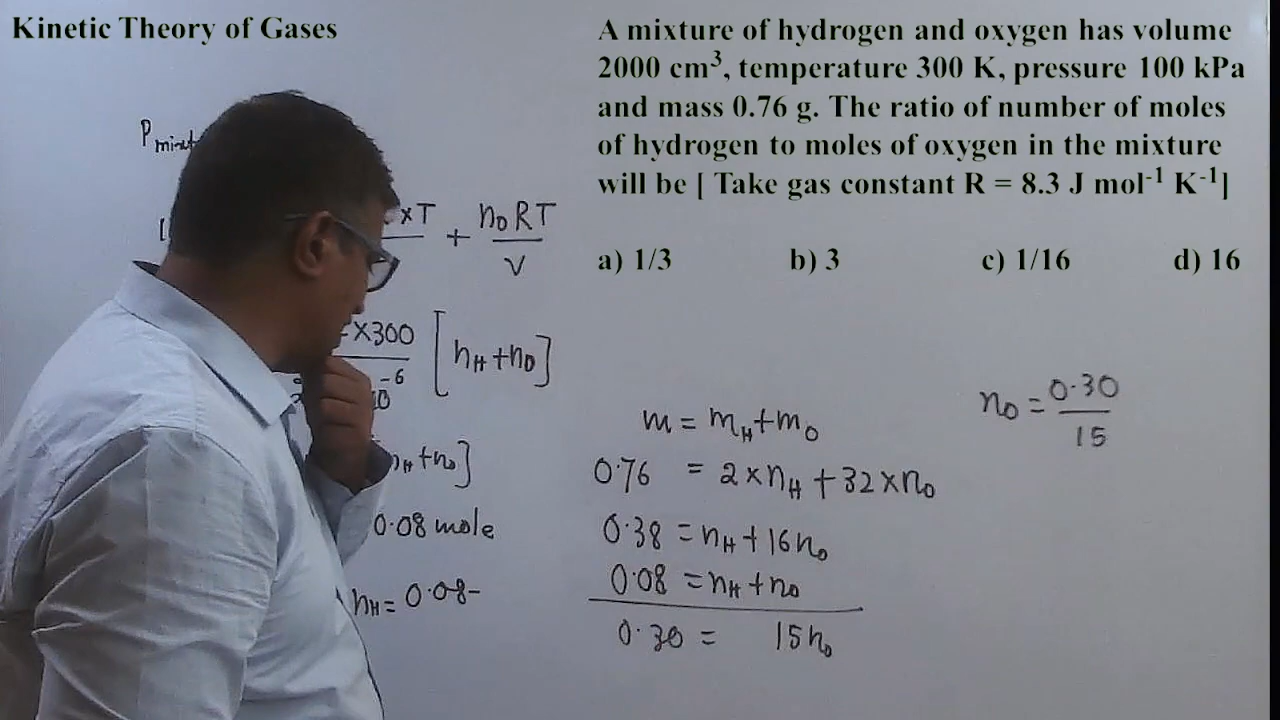 Kinetic Theory of Gases
A mixture of hydrogen and oxygen has volume
2000 cm³, temperature 300 K, pressure 100 kPa
and mass 0.76 g. The ratio of number of moles
of hydrogen to moles of oxygen in the mixture
will be [ Take gas constant R = 8.3 J mol⁻¹ K⁻¹]
a) 1/3 b) 3 c) 1/16 d) 16
×T/ + n₀RT/V
×300/ 10⁻⁶ [nH+n₀]
+n₀]
0.08 mole
nH= 0.08-
m = mH+m₀
0.76 = 2×nH+32×n₀
0.38 = nH+16n₀
0.08 = nH+n₀
0.30 = 15n₀
n₀ = 0.30/15